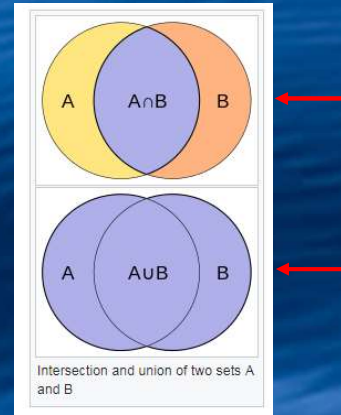 A A∩B B
A A∪B B
Intersection and union of two sets A
and B